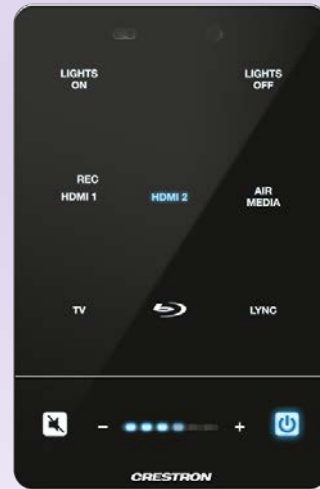 LIGHTS
ON
LIGHTS
OFF
REC
HDMI 1
HDMI 2
AIR
MEDIA
TV
LYNC
-
+
CRESTRON